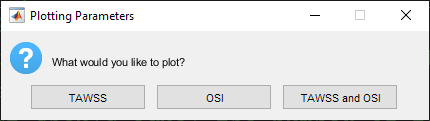 Plotting Parameters
What would you like to plot?
TAWSS
OSI
TAWSS and OSI